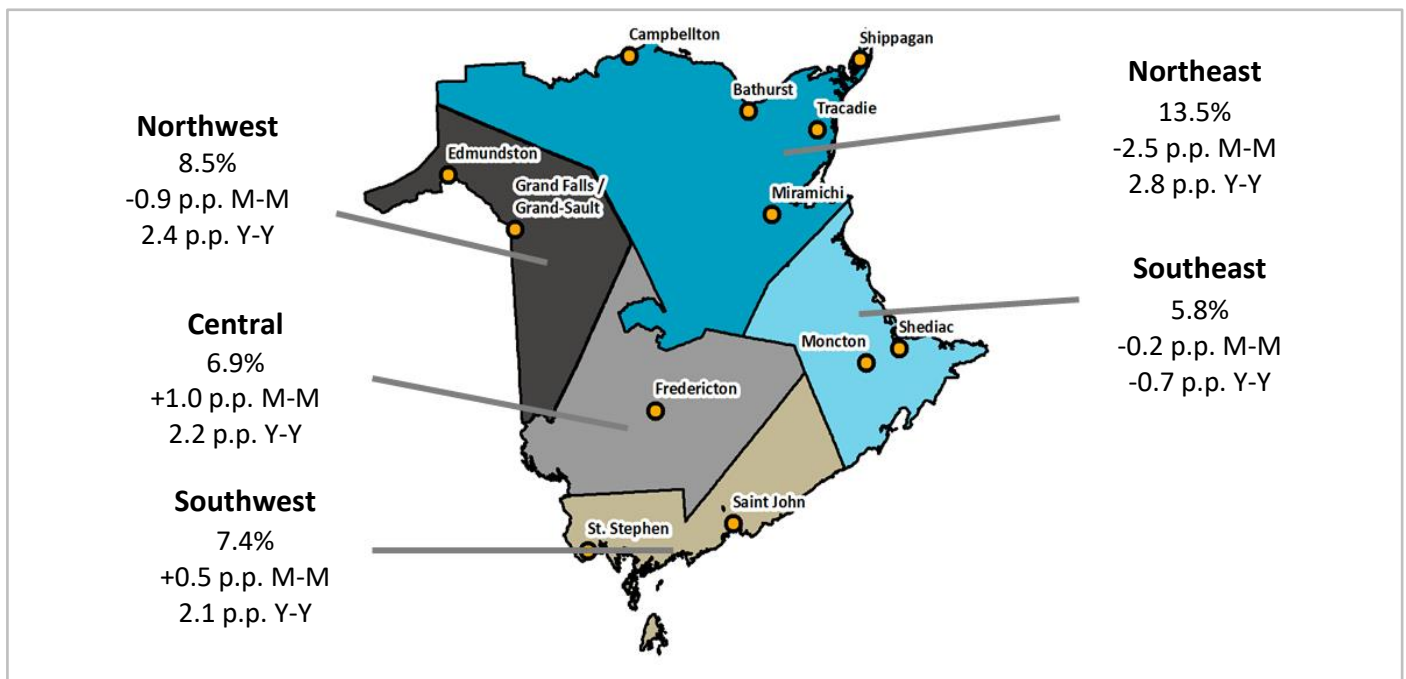 Northwest
8.5%
-0.9 p.p. M-M
2.4 p.p. Y-Y
Central
6.9%
+1.0 p.p. M-M
2.2 p.p. Y-Y
Southwest
7.4%
+0.5 p.p. M-M
2.1 p.p. Y-Y
Campbellton
Shippagan
Bathurst
Tracadie
Edmundston
Grand Falls /
Grand-Sault
Miramichi
Moncton
Shediac
Fredericton
Saint John
St. Stephen
Northeast
13.5%
-2.5 p.p. M-M
2.8 p.p. Y-Y
Southeast
5.8%
-0.2 p.p. M-M
-0.7 p.p. Y-Y